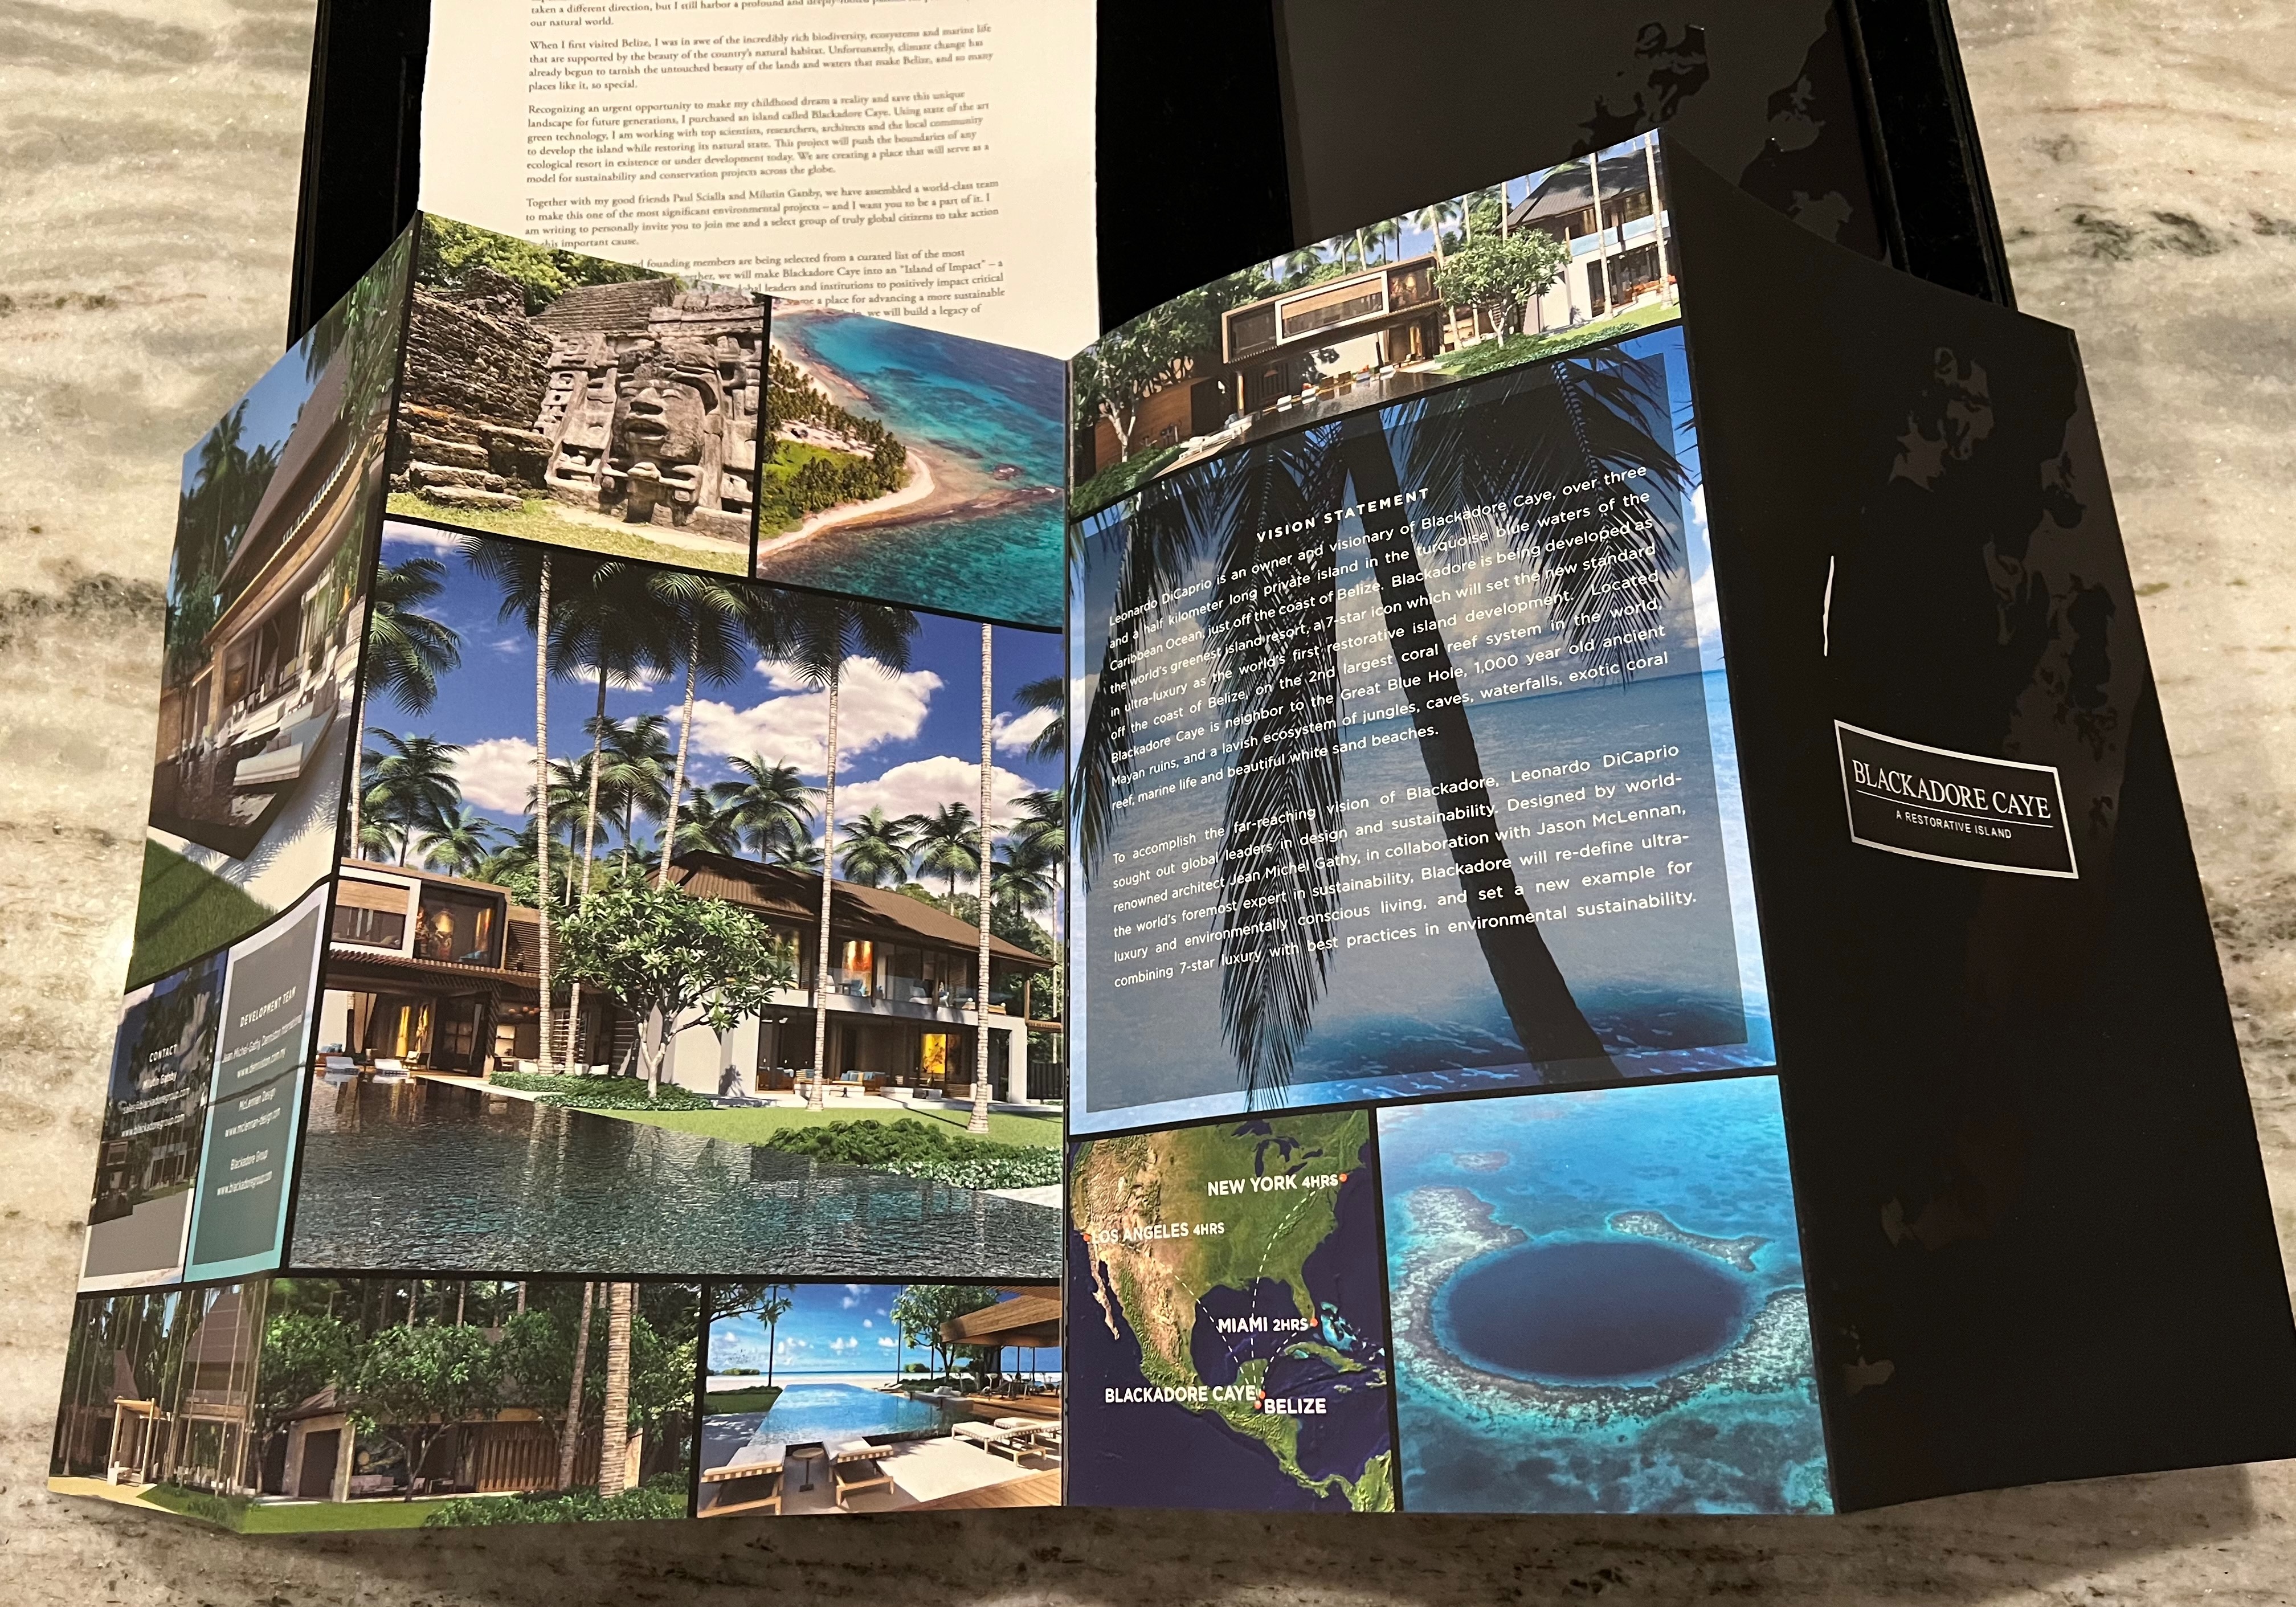 taken a different direction, but I still harbor a profound and
our natural world.
When I first visited Belize, I was in awe of the incredibly rich biodiversity, ecosystems and marine life
that are supported by the beauty of the country's natural habitat. Unfortunately, climate change has
already begun to tarnish the untouched beauty of the lands and waters that make Belize, and so many
places like it, so special.
Recognizing an urgent opportunity to make my childhood dream a reality and save this unique
landscape for future generations, I purchased an island called Blackadore Caye. Using state of the art
green technology, I am working with top scientists, researchers, architects and the local community
to develop the island while restoring its natural state. This project will push the boundaries of any
ecological resort in existence or under development today. We are creating a place that will serve as a
model for sustainability and conservation projects across the globe.
Together with my good friends Paul Scialla and Milutin Gatsby, we have assembled a world-class team
to make this one of the most significant environmental projects – and I want you to be a part of it. I
am writing to personally invite you to join me and a select group of truly global citizens to take action
this important cause.
founding members are being selected from a curated list of the most
we will make Blackadore Caye into an "Island of Impact" – a
leaders and institutions to positively impact critical
a place for advancing a more sustainable
we will build a legacy of
VISION STATEMENT
Leonardo DiCaprio is an owner and visionary of Blackadore Caye, over three
and a half kilometer long private island in the turquoise blue waters of the
Caribbean Ocean, just off the coast of Belize. Blackadore is being developed as
the world's greenest island resort, a 7-star icon which will set the new standard
in ultra-luxury as the world's first restorative island development. Located
off the coast of Belize, on the 2nd largest coral reef system in the world,
Blackadore Caye is neighbor to the Great Blue Hole, 1,000 year old ancient
Mayan ruins, and a lavish ecosystem of jungles, caves, waterfalls, exotic coral
reef, marine life and beautiful white sand beaches.
To accomplish the far-reaching vision of Blackadore, Leonardo DiCaprio
sought out global leaders in design and sustainability. Designed by world-
renowned architect Jean Michel Gathy, in collaboration with Jason McLennan,
the world's foremost expert in sustainability, Blackadore will re-define ultra-
luxury and environmentally conscious living, and set a new example for
combining 7-star luxury with best practices in environmental sustainability.
BLACKADORE CAYE
A RESTORATIVE ISLAND
CONTACT
Milutin Gatsby
sales@blackadoregroup.com
www.blackadoregroup.com
DEVELOPMENT TEAM
Jean Michel-Gathy Denniston International
www.denniston.com.my
McLennan Design
www.mclennan-design.com
Blackadore Group
www.blackadoregroup.com
NEW YORK 4HRS
LOS ANGELES 4HRS
MIAMI 2HRS
BLACKADORE CAYE
BELIZE